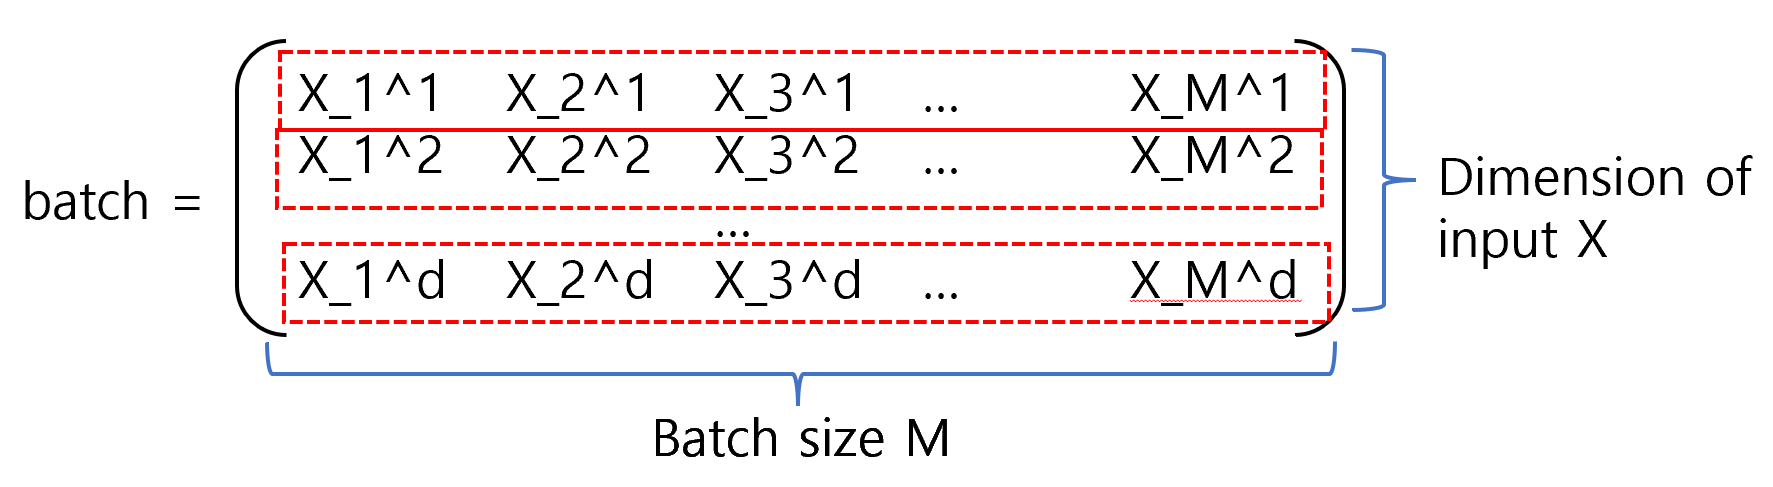 X_1^1 X_2^1 X_3^1 ... X_M^1
X_1^2 X_2^2 X_3^2 ... X_M^2
batch =
...
X_1^d X_2^d X_3^d ... X_M^d
Dimension of
input X
Batch size M